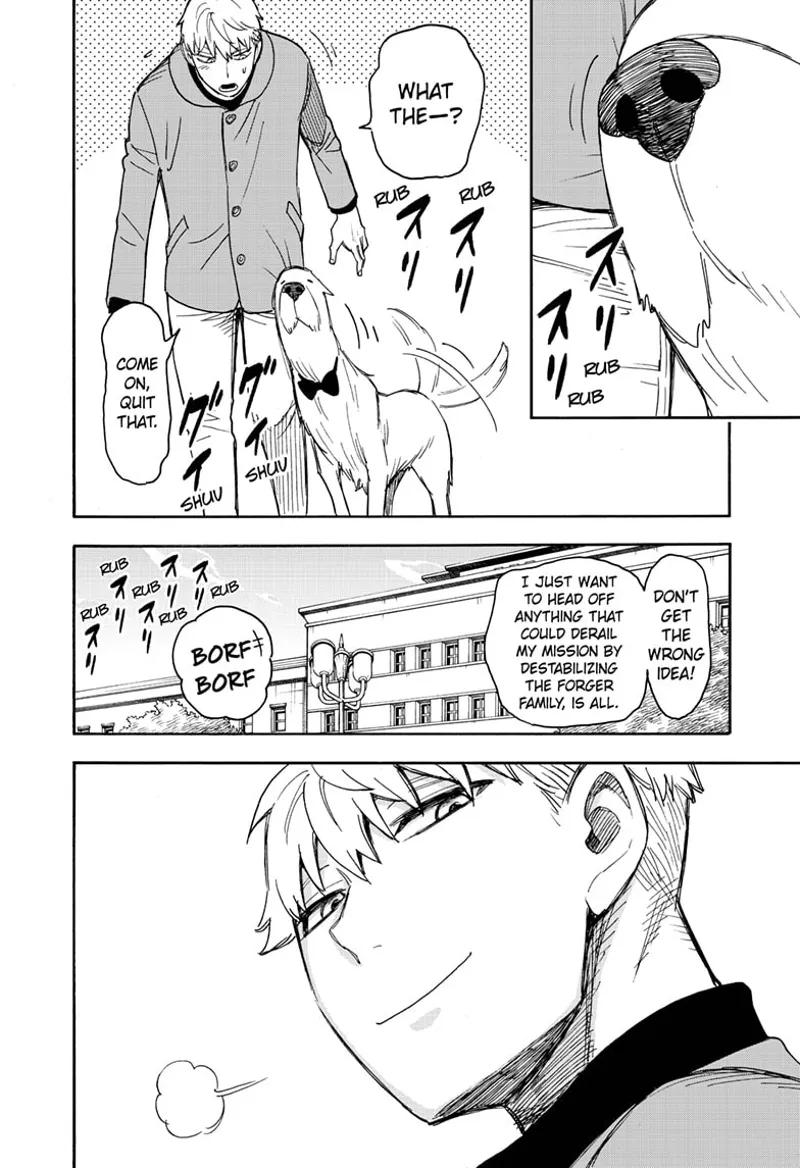 RUB
RUB
スリ
スリ
WHAT
THE—?
RUB
RUB
スリ
スリ
COME
ON,
QUIT
THAT.
SHUV
SHUV
グイ
グイ
DON'T
GET
THE
WRONG
IDEA!
I JUST WANT
TO HEAD OFF
ANYTHING THAT
COULD DERAIL
MY MISSION BY
DESTABILIZING
THE FORGER
FAMILY, IS ALL.
BORF
BORF
RUB
RUB
RUB
RUB
RUB
スリ
スリ
スリ